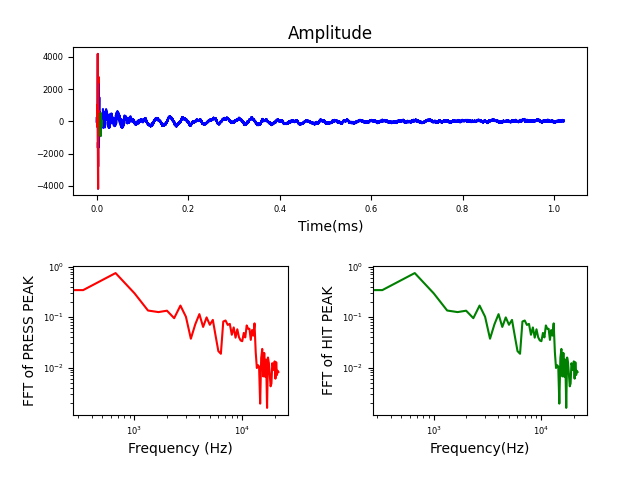 Amplitude
4000
2000
0
−2000
−4000
0.0 0.2 0.4 0.6 0.8 1.0
Time(ms)
FFT of PRESS PEAK
10⁰
10⁻¹
10⁻²
10³ 10⁴
Frequency (Hz)
FFT of HIT PEAK
10⁰
10⁻¹
10⁻²
10³ 10⁴
Frequency(Hz)